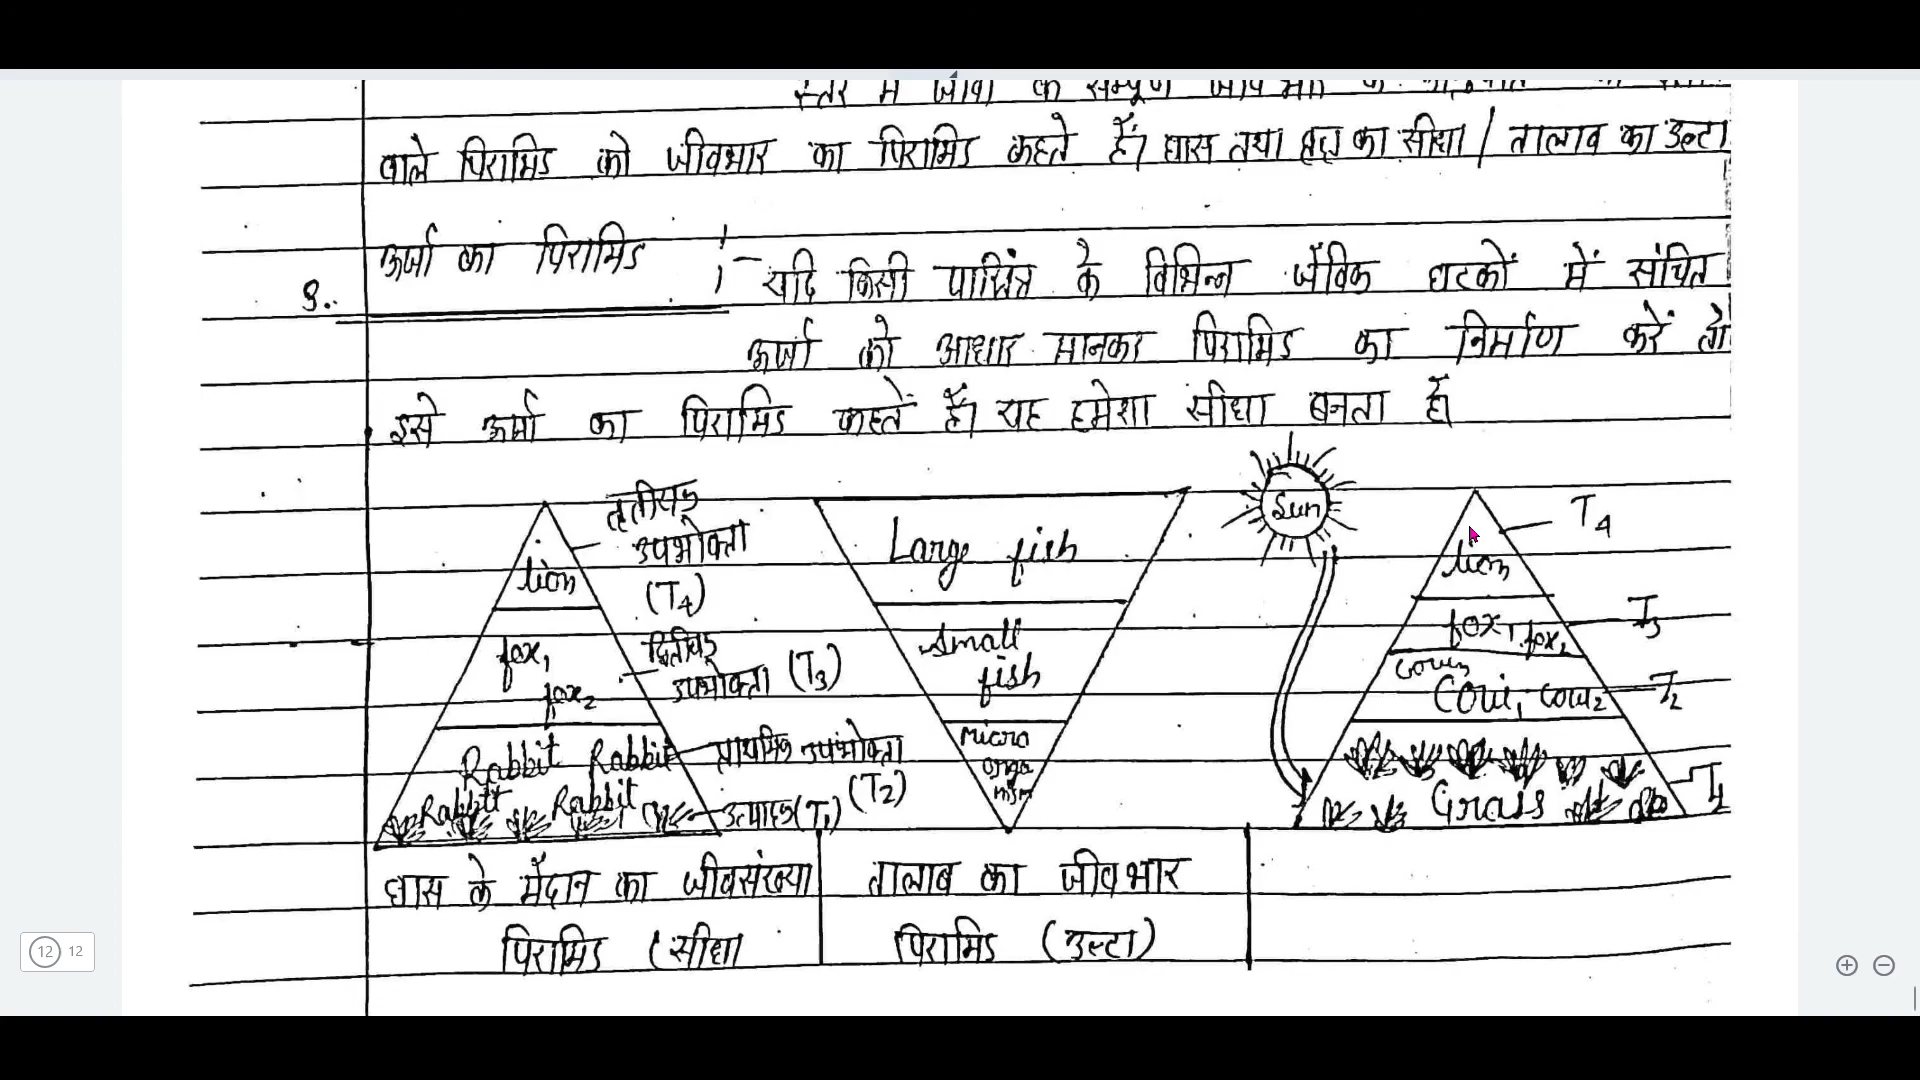 वाले पिरामिड को जीवभार का पिरामिड कहते हैं। घास तथा वृक्ष का सीधा / तालाब का उल्टा
3. ऊर्जा का पिरामिड :- यदि किसी पारितंत्र के विभिन्न जैविक घटकों में संचित
ऊर्जा को आधार मानकर पिरामिड का निर्माण करें तो
इसे ऊर्जा का पिरामिड कहते हैं। यह हमेशा सीधा बनता है।
तृतीयक
उपभोक्ता
(T4)
lion
द्वितीयक
उपभोक्ता (T3)
fox1
fox2
प्राथमिक उपभोक्ता
(T2)
Rabbit Rabbit
Rabbit Rabbit
उत्पादक (T1)
घास के मैदान का जीवसंख्या
पिरामिड (सीधा
Large fish
Small
fish
micro
orga
nism
तालाब का जीवभार
पिरामिड (उल्टा)
Sun
T4
lion
T3
fox1 fox2
Cow1 cow2
T2
Grass
T1
12 12